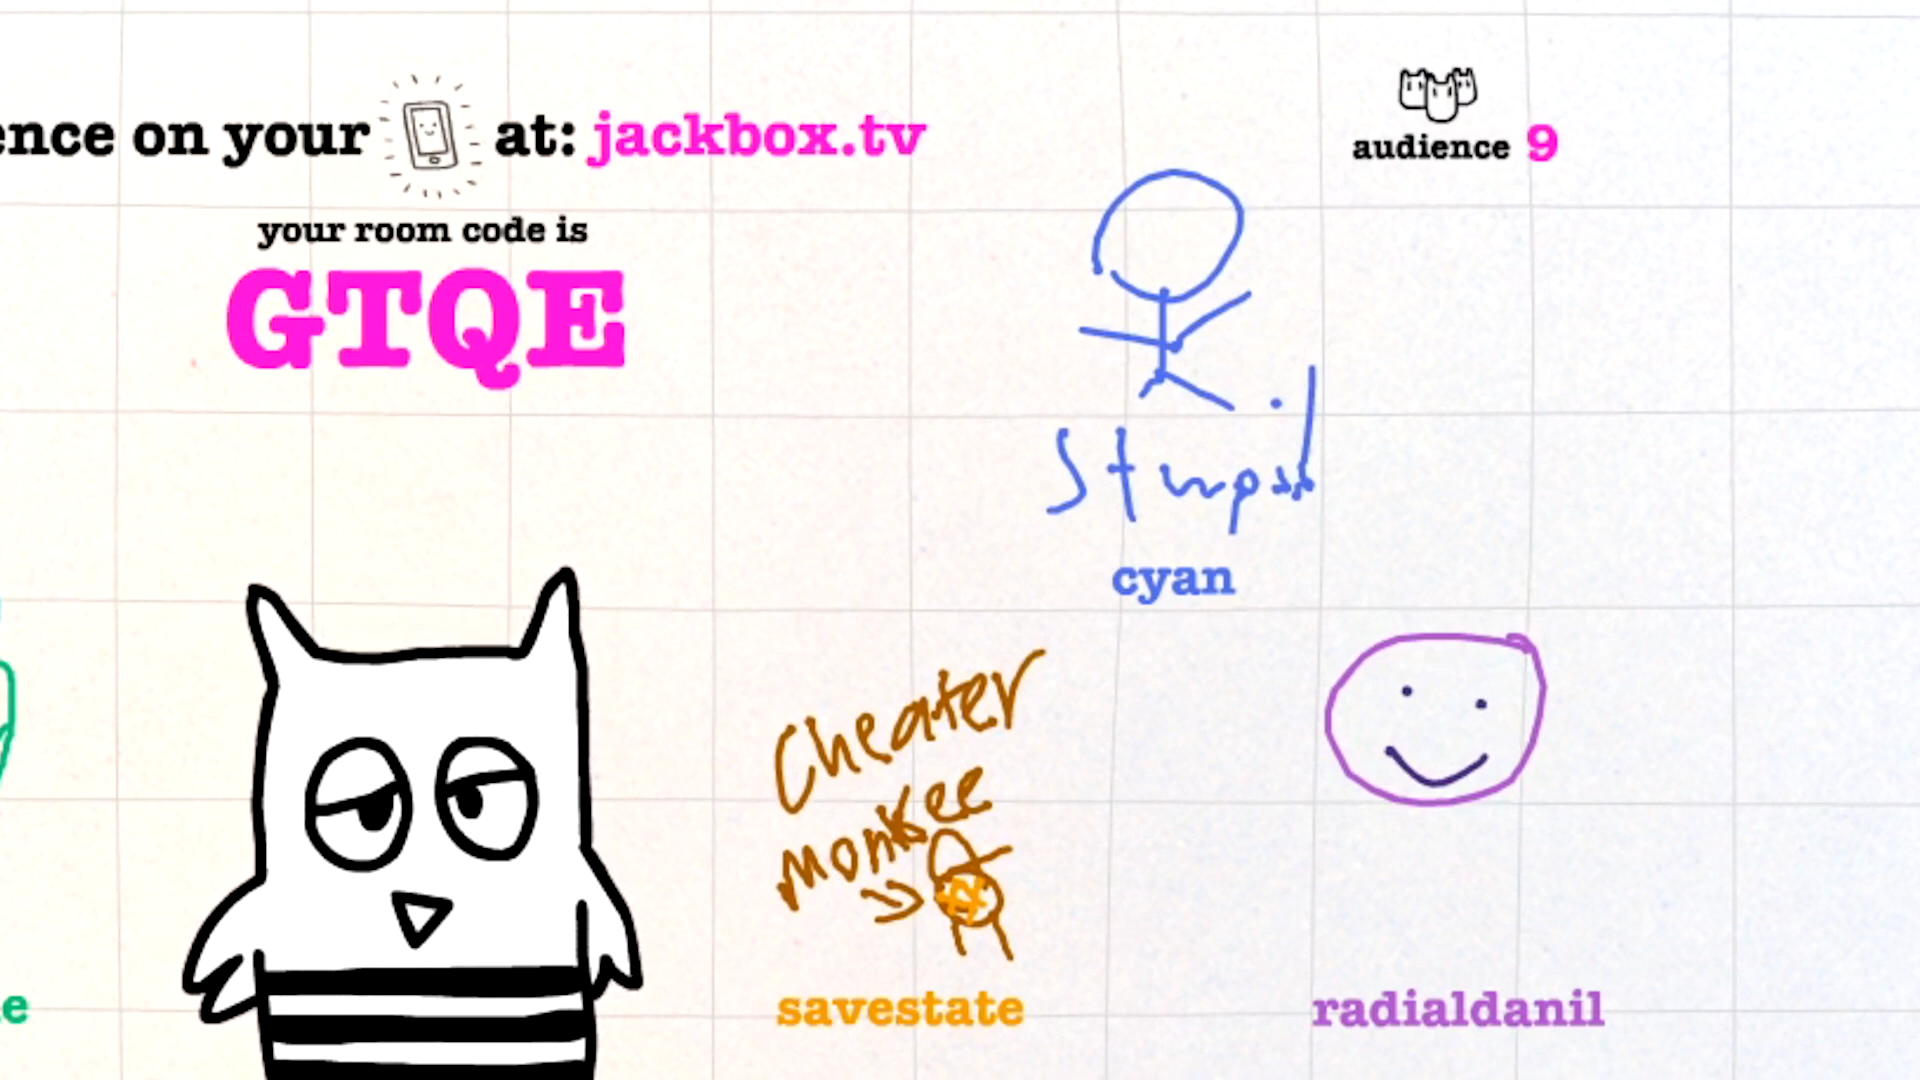 ence on your at: jackbox.tv
audience 9
your room code is
GTQE
Stupid
cyan
Cheater
monkee
savestate
radialdanil
e